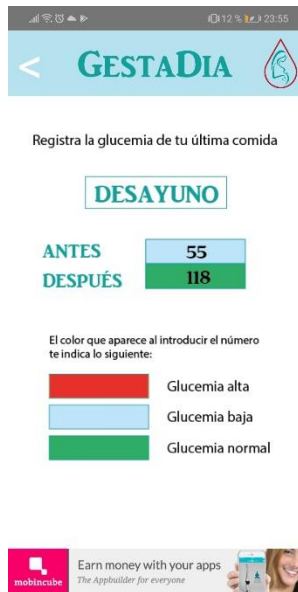 12 % 23:55
< GESTADIA
Registra la glucemia de tu última comida
DESAYUNO
ANTES 55
DESPUÉS 118
El color que aparece al introducir el número
te indica lo siguiente:
Glucemia alta
Glucemia baja
Glucemia normal
mobincube
Earn money with your apps
The Appbuilder for everyone